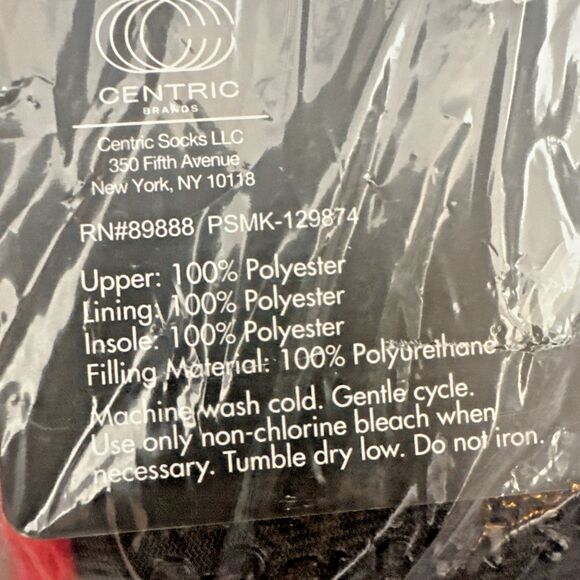 CENTRIC
BRANDS
Centric Socks LLC
350 Fifth Avenue
New York, NY 10118
RN#89888 PSMK-129874
Upper: 100% Polyester
Lining: 100% Polyester
Insole: 100% Polyester
Filling Material: 100% Polyurethane
Machine wash cold. Gentle cycle.
Use only non-chlorine bleach when
necessary. Tumble dry low. Do not iron.